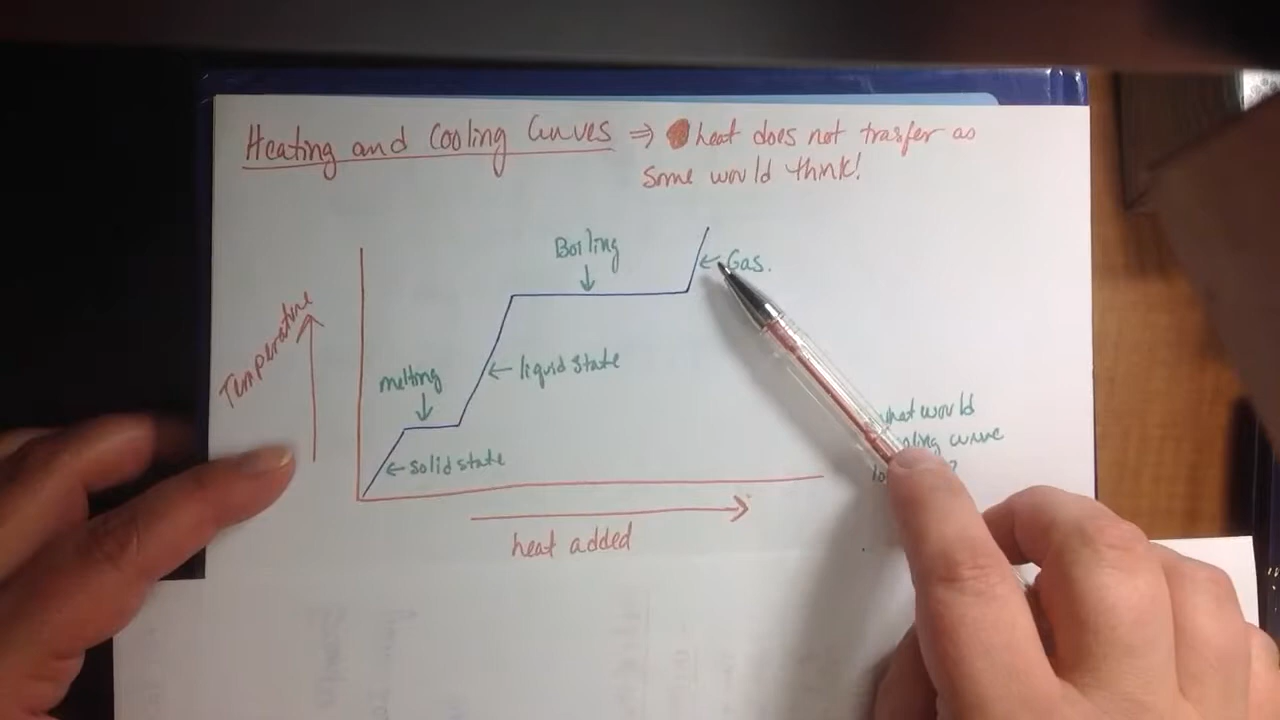 Heating and Cooling Curves ⇒ heat does not trasfer as
some would think!
Boiling
← Gas.
Temperature
melting
← liquid state
← solid state
what would
curve
heat added